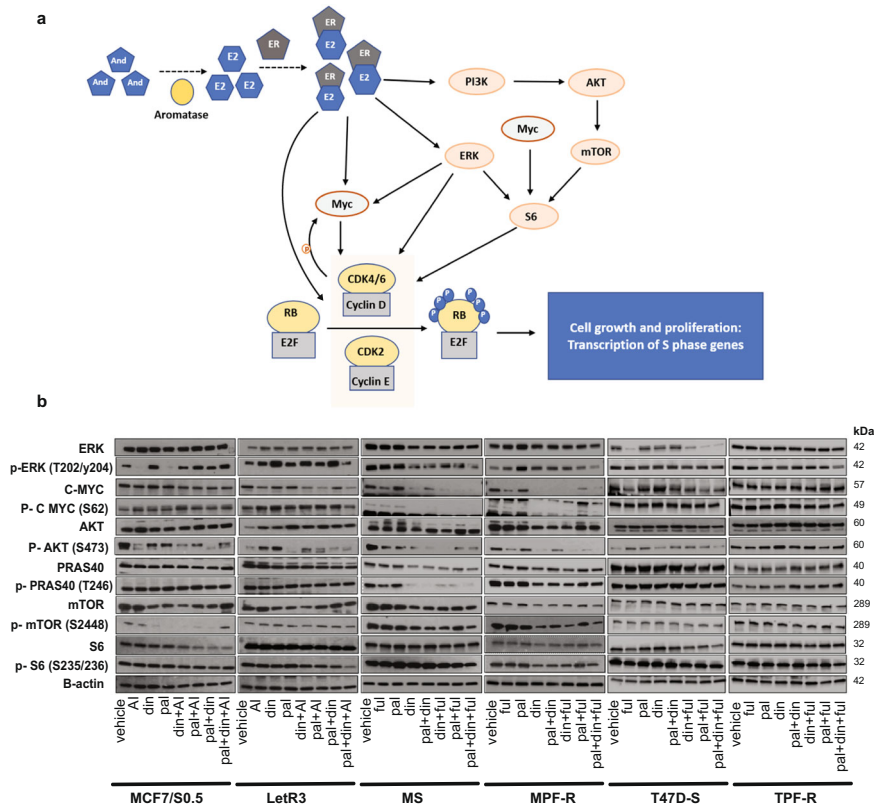 a
And
And
And
Aromatase
E2
E2
E2
ER
ER
E2
ER
E2
ER
E2
PI3K
AKT
mTOR
Myc
ERK
S6
Myc
P
CDK4/6
Cyclin D
RB
E2F
CDK2
Cyclin E
P
P
P
P
P
P
RB
E2F
Cell growth and proliferation:
Transcription of S phase genes
b
kDa
ERK 42
p-ERK (T202/y204) 42
C-MYC 57
P- C MYC (S62) 49
AKT 60
P- AKT (S473) 60
PRAS40 40
p- PRAS40 (T246) 40
mTOR 289
p- mTOR (S2448) 289
S6 32
p- S6 (S235/236) 32
B-actin 42
vehicle
AI
din
pal
din+AI
pal+AI
pal+din
pal+din+AI
vehicle
AI
din
pal
din+AI
pal+AI
pal+din
pal+din+AI
vehicle
ful
pal
din
pal+din
din+ful
pal+ful
pal+din+ful
vehicle
ful
pal
din
pal+din
din+ful
pal+ful
pal+din+ful
vehicle
ful
pal
din
pal+din
din+ful
pal+ful
pal+din+ful
vehicle
ful
pal
din
pal+din
din+ful
pal+ful
pal+din+ful
MCF7/S0.5 LetR3 MS MPF-R T47D-S TPF-R